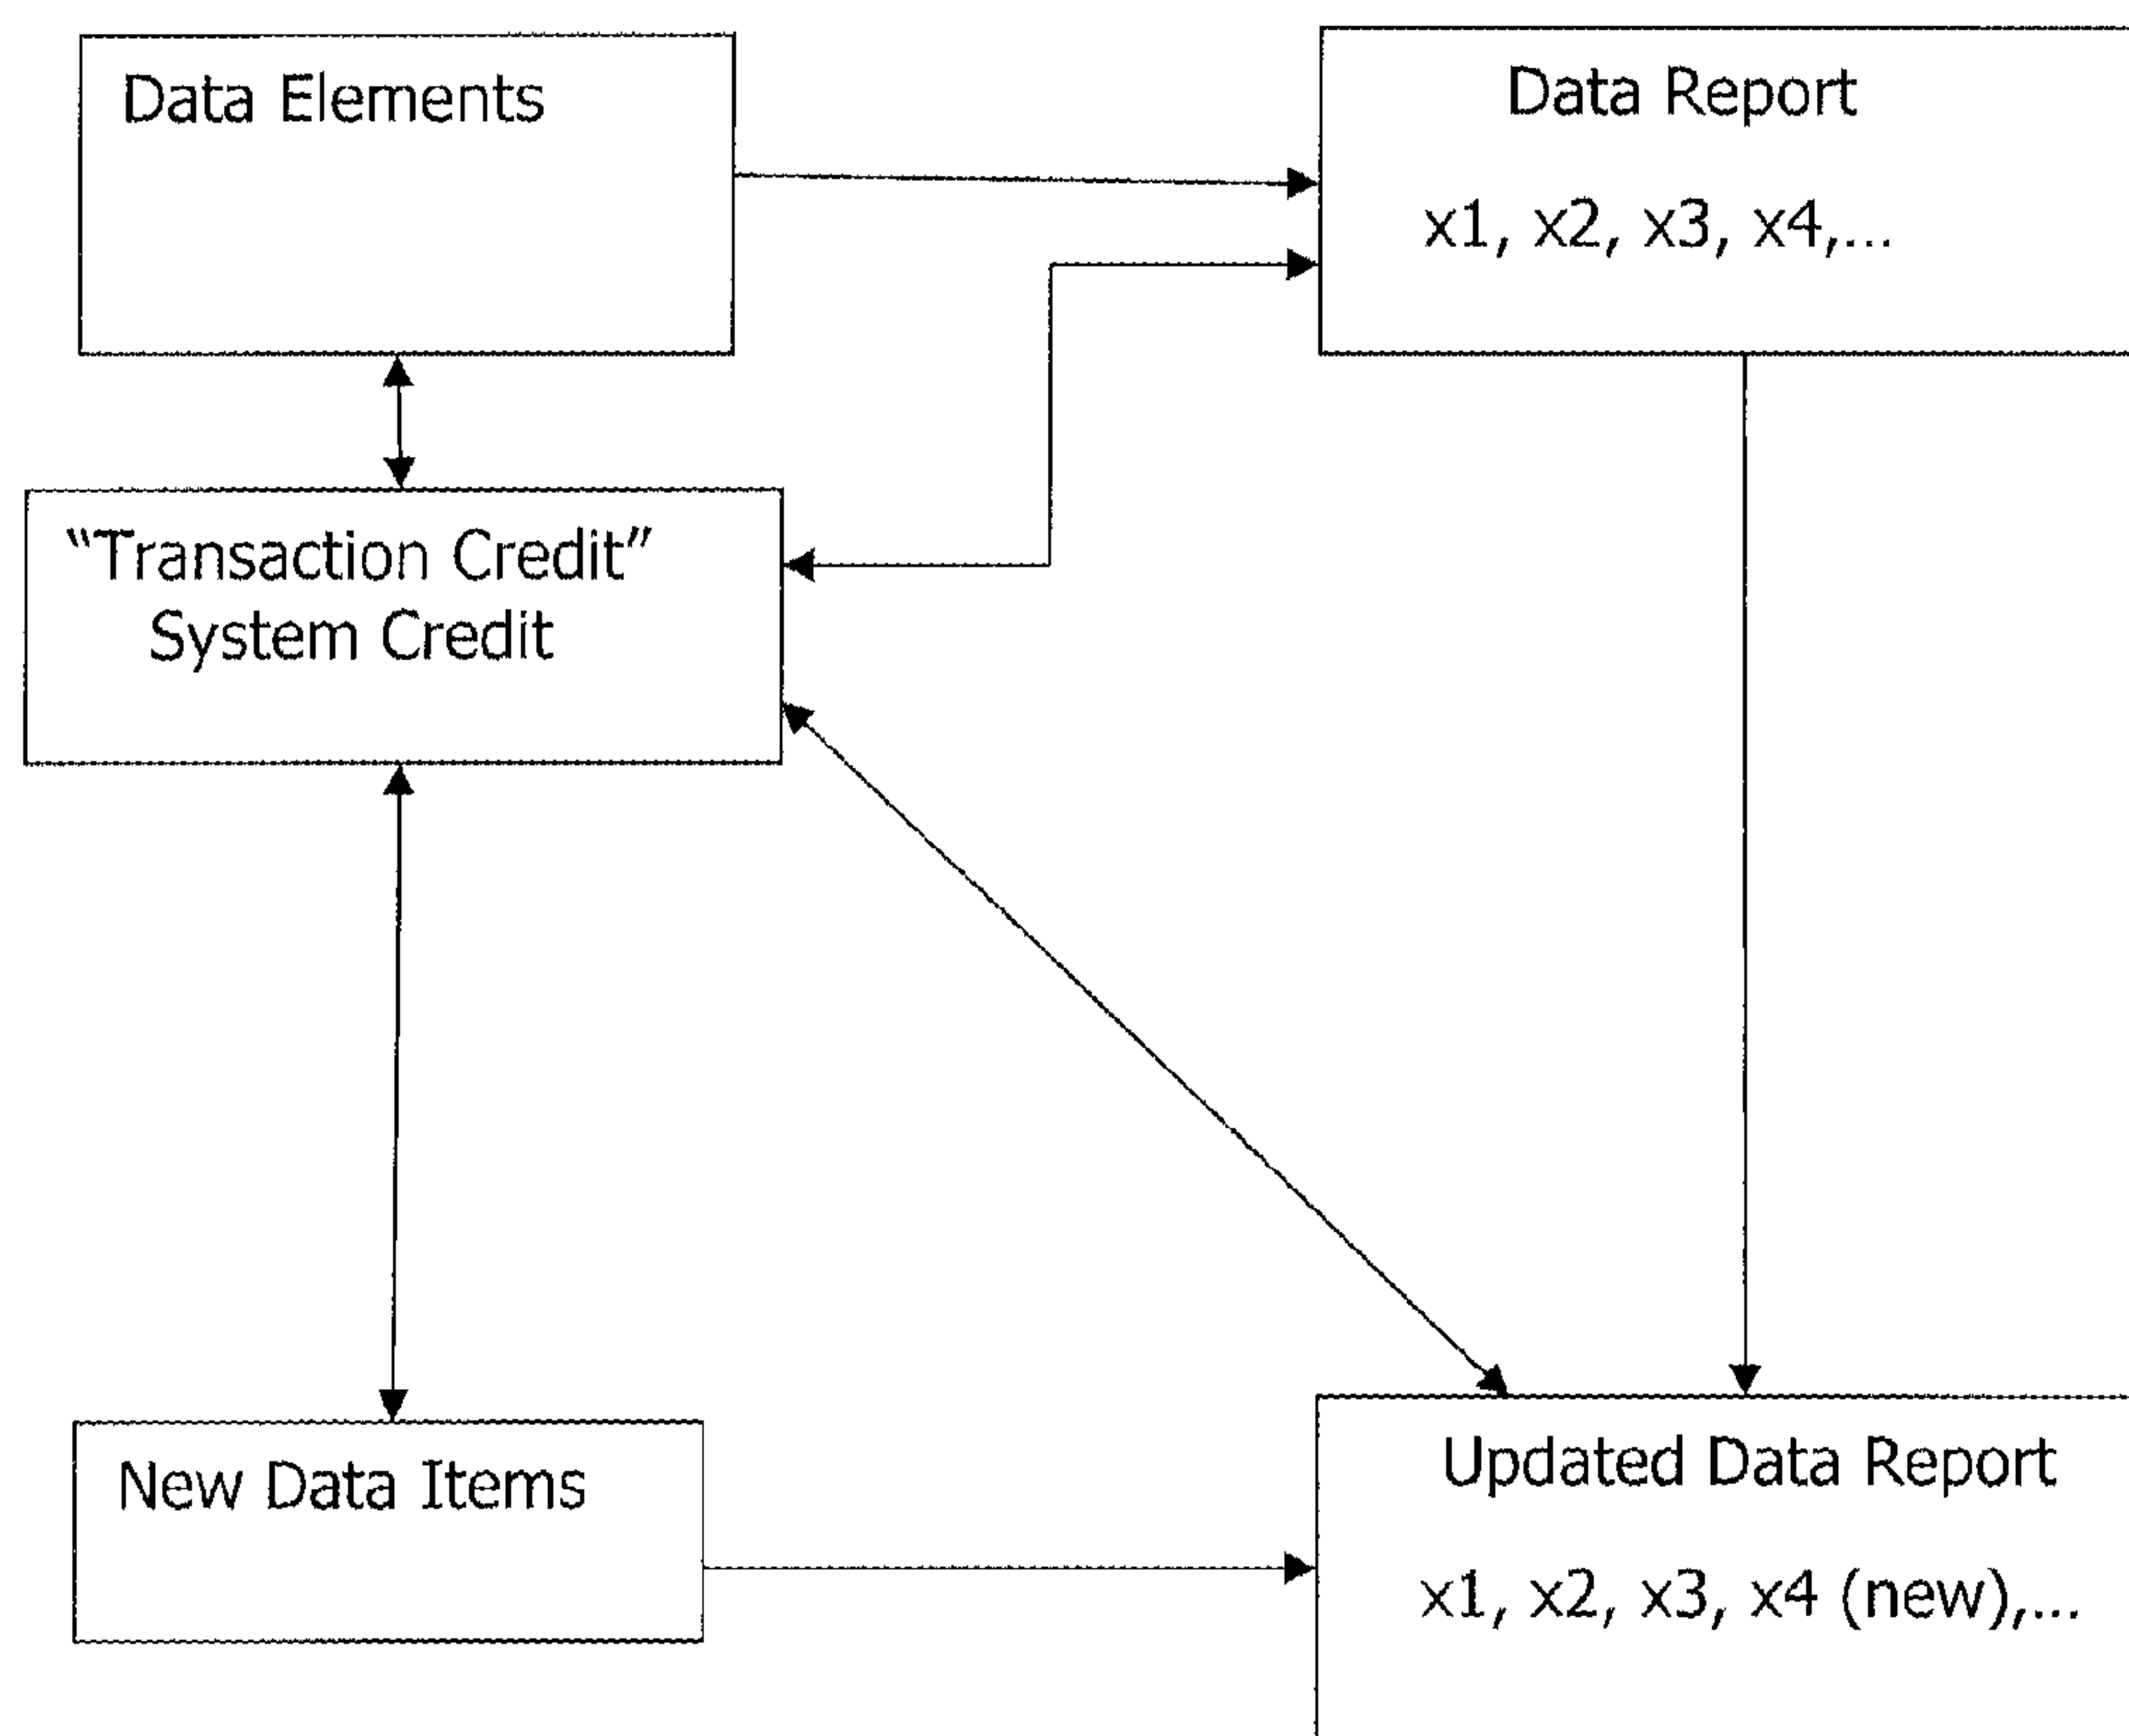 Data Elements
Data Report
x1, x2, x3, x4,...
“Transaction Credit”
System Credit
New Data Items
Updated Data Report
x1, x2, x3, x4 (new),...